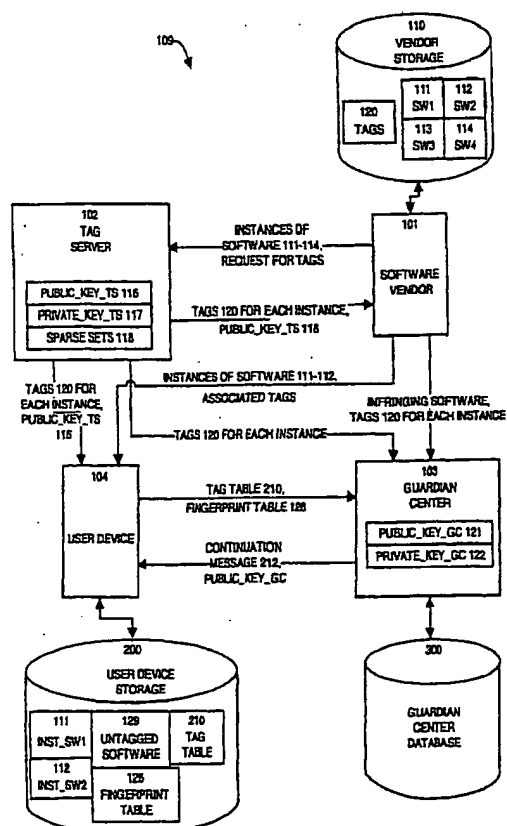 109
110
VENDOR
STORAGE
120
TAGS
111
SW1
112
SW2
113
SW3
114
SW4
102
TAG
SERVER
PUBLIC_KEY_TS 116
PRIVATE_KEY_TS 117
SPARSE SETS 118
INSTANCES OF
SOFTWARE 111-114,
REQUEST FOR TAGS
101
SOFTWARE
VENDOR
TAGS 120 FOR EACH INSTANCE,
PUBLIC_KEY_TS 116
TAGS 120 FOR
EACH INSTANCE,
PUBLIC_KEY_TS
116
INSTANCES OF SOFTWARE 111-112,
ASSOCIATED TAGS
INFRINGING SOFTWARE,
TAGS 120 FOR EACH INSTANCE
TAGS 120 FOR EACH INSTANCE
104
USER DEVICE
TAG TABLE 210,
FINGERPRINT TABLE 126
CONTINUATION
MESSAGE 212,
PUBLIC_KEY_GC
103
GUARDIAN
CENTER
PUBLIC_KEY_GC 121
PRIVATE_KEY_GC 122
200
USER DEVICE
STORAGE
111
INST_SW1
112
INST_SW2
129
UNTAGGED
SOFTWARE
210
TAG
TABLE
126
FINGERPRINT
TABLE
300
GUARDIAN
CENTER
DATABASE